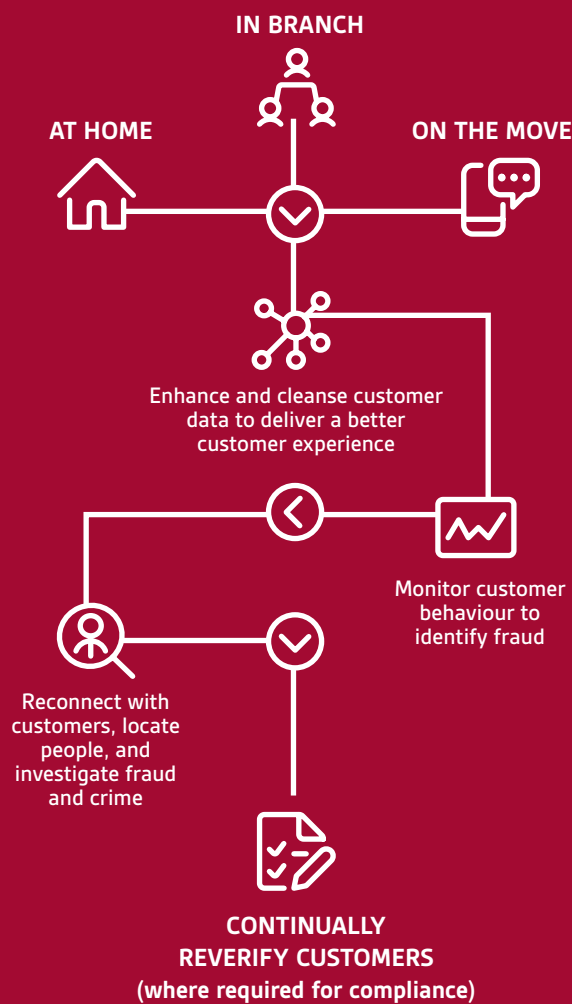 IN BRANCH
AT HOME
ON THE MOVE
Enhance and cleanse customer
data to deliver a better
customer experience
Monitor customer
behaviour to
identify fraud
Reconnect with
customers, locate
people, and
investigate fraud
and crime
CONTINUALLY
REVERIFY CUSTOMERS
(where required for compliance)